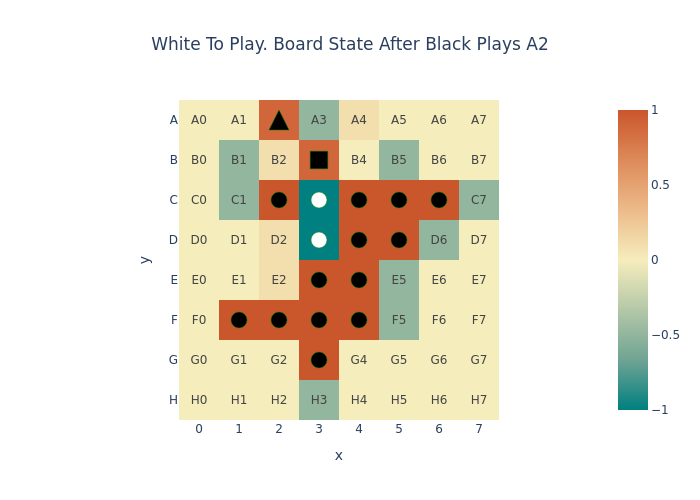 White To Play. Board State After Black Plays A2
A A0 A1 A3 A4 A5 A6 A7
B B0 B1 B2 B4 B5 B6 B7
C C0 C1 C7
D D0 D1 D2 D6 D7
E E0 E1 E2 E5 E6 E7
F F0 F5 F6 F7
G G0 G1 G2 G4 G5 G6 G7
H H0 H1 H2 H3 H4 H5 H6 H7
0 1 2 3 4 5 6 7
x
y
1
0.5
0
−0.5
−1